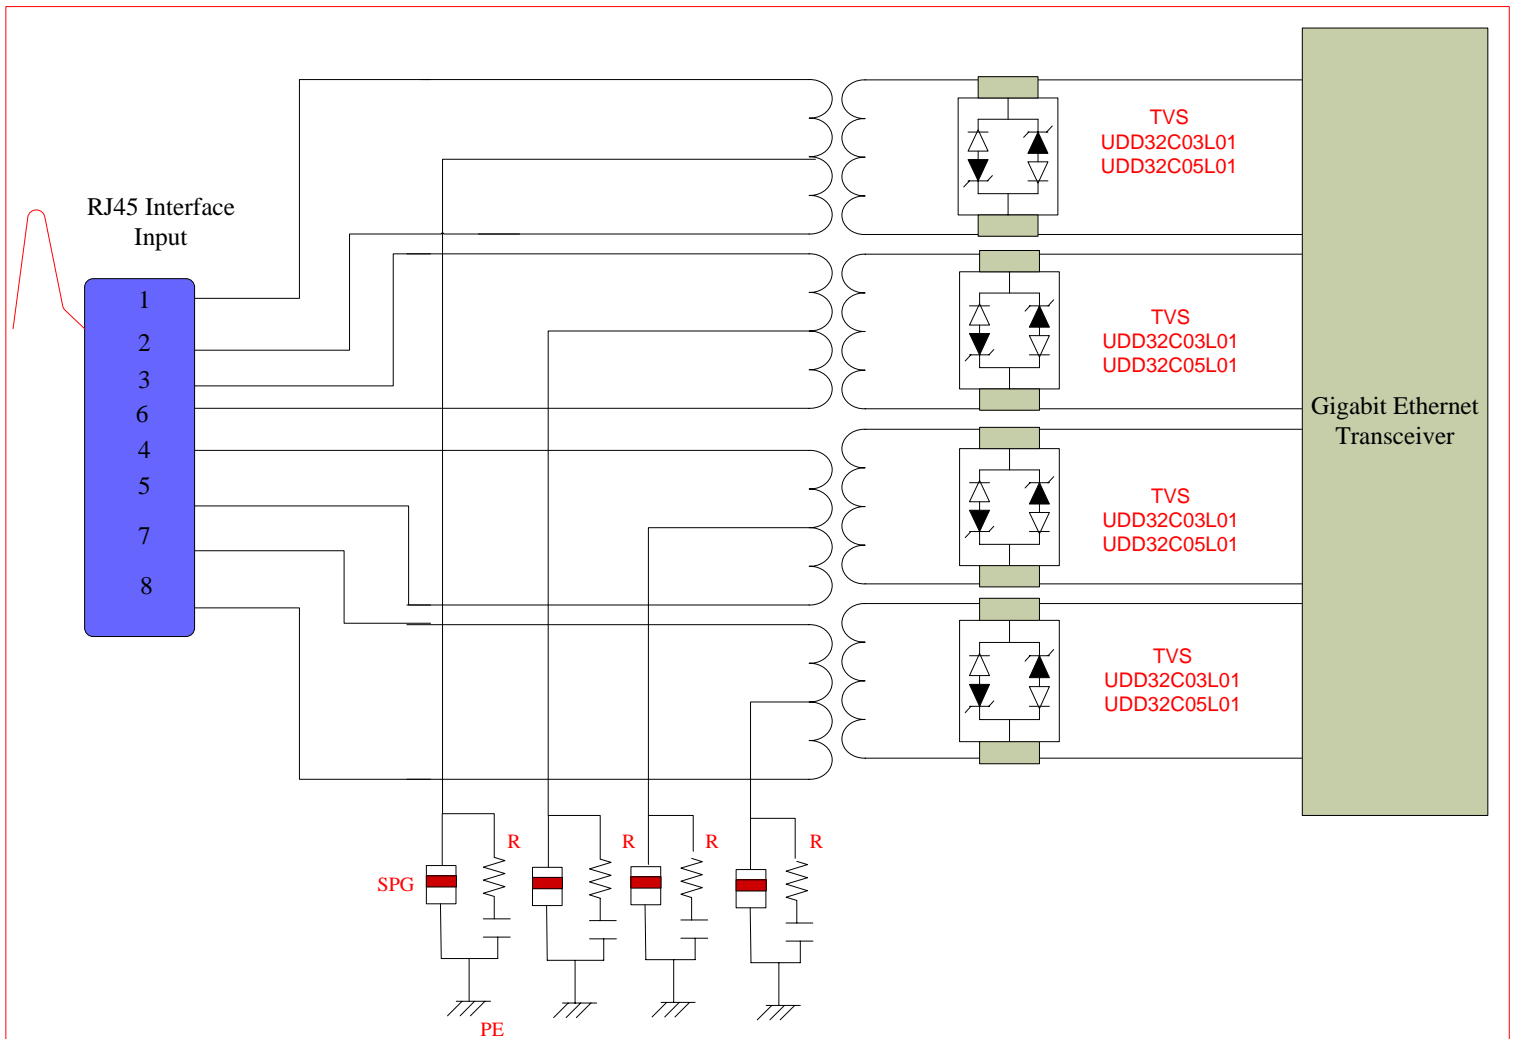 RJ45 Interface
Input
1
2
3
6
4
5
7
8
TVS
UDD32C03L01
UDD32C05L01
TVS
UDD32C03L01
UDD32C05L01
TVS
UDD32C03L01
UDD32C05L01
TVS
UDD32C03L01
UDD32C05L01
Gigabit Ethernet
Transceiver
R
R
R
R
SPG
PE